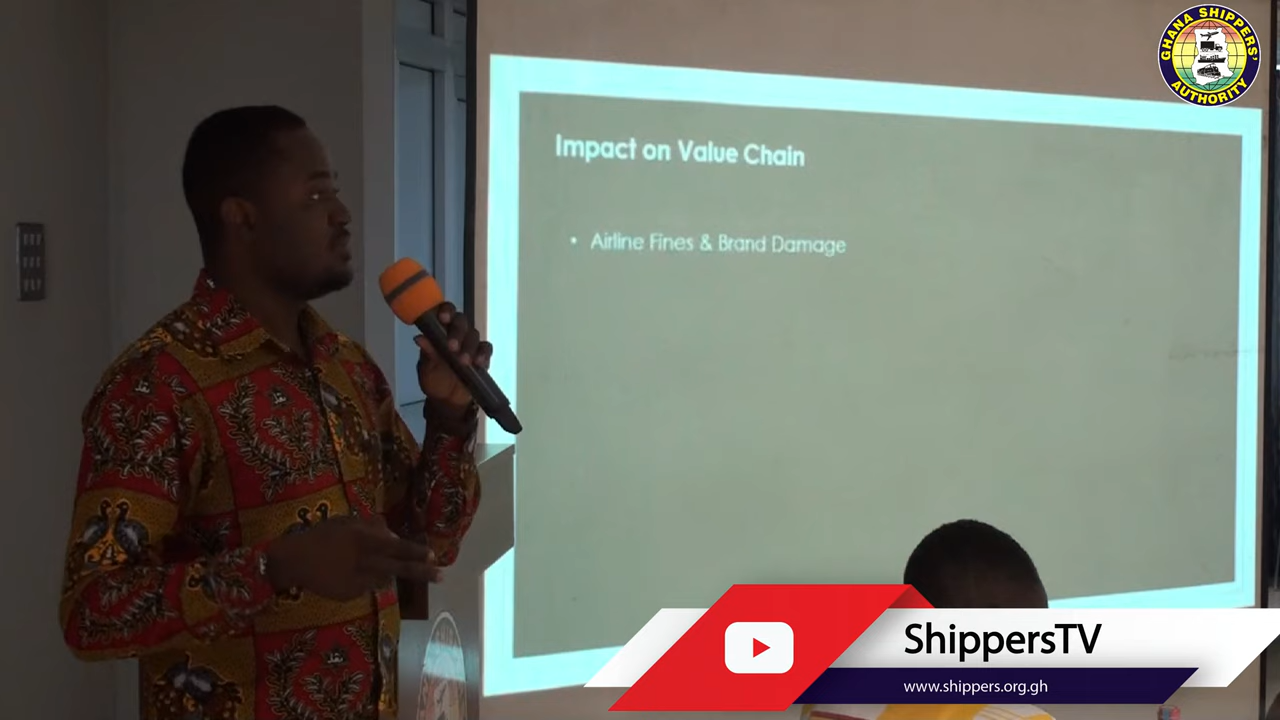 GHANA SHIPPERS'
AUTHORITY
Impact on Value Chain
• Airline Fines & Brand Damage
ShippersTV
www.shippers.org.gh